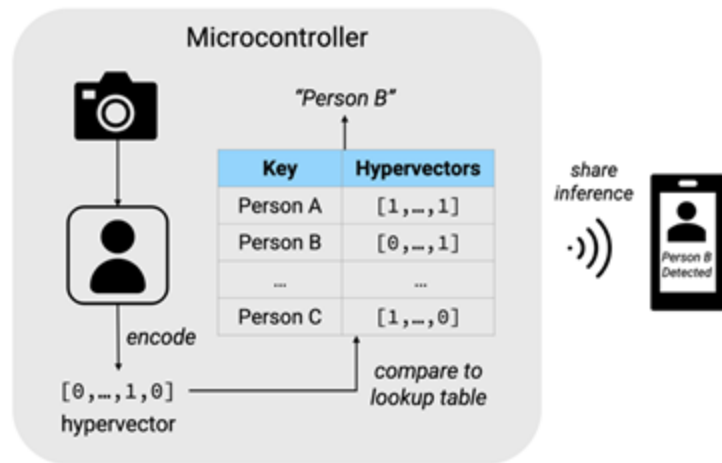 Microcontroller
"Person B"
Key Hypervectors
Person A [1,…,1]
Person B [0,…,1]
… …
Person C [1,…,0]
encode
[0,…,1,0]
hypervector
compare to
lookup table
share
inference
Person B
Detected